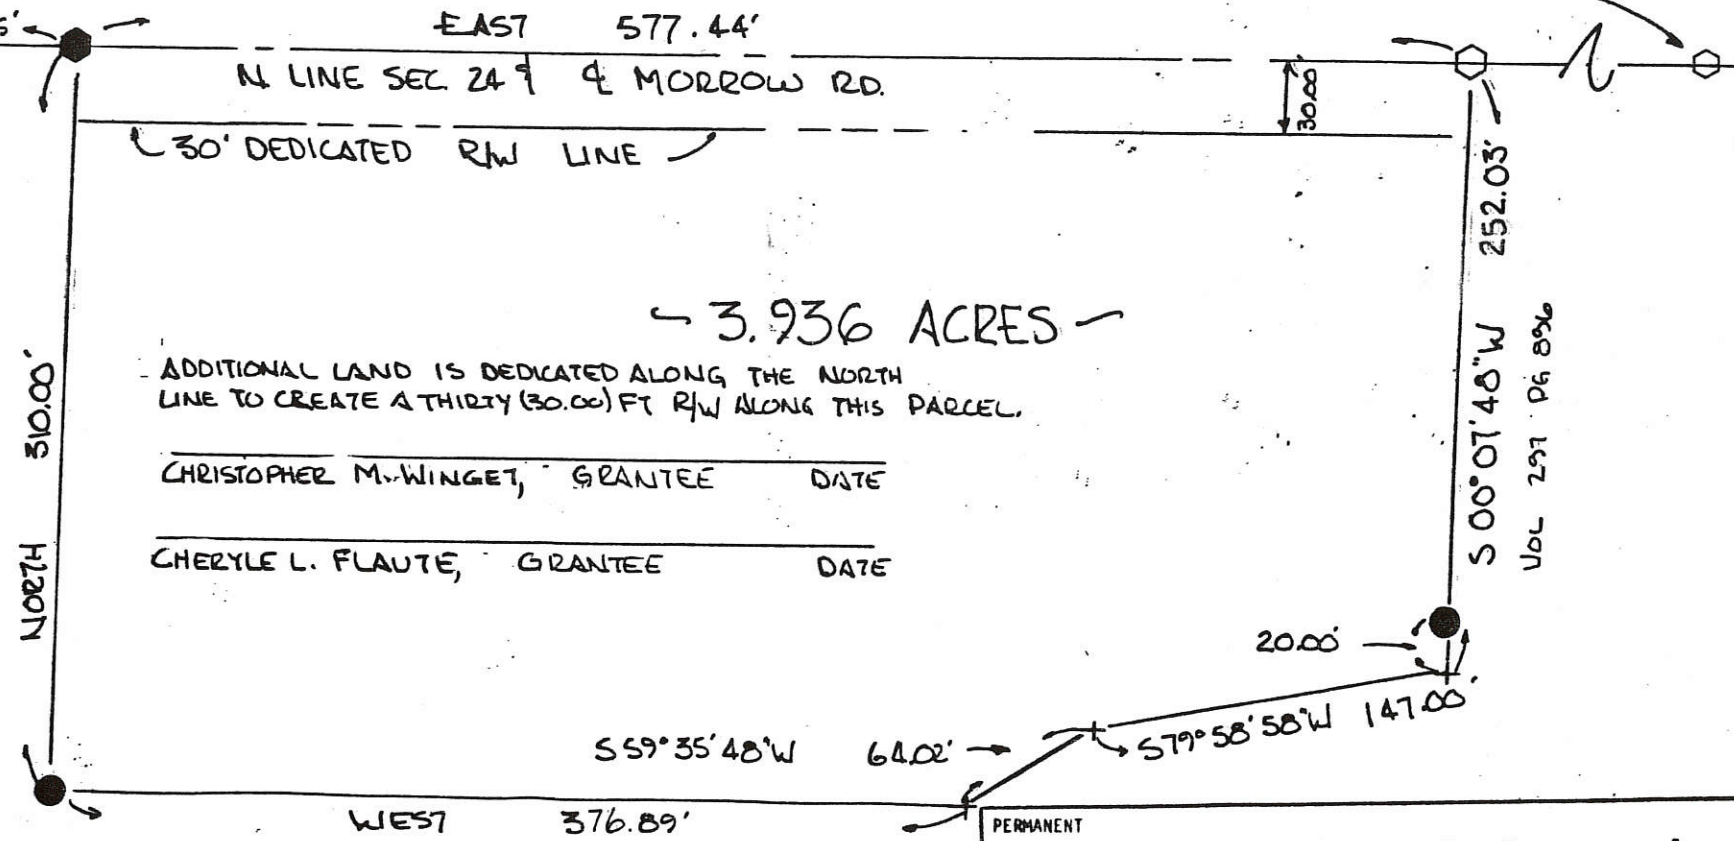 5'
EAST 577.44'
N LINE SEC 24 & ℄ MORROW RD.
30.00'
30' DEDICATED R/W LINE
252.03'
S 00°07'48"W
VOL 297 PG 896
3.936 ACRES
ADDITIONAL LAND IS DEDICATED ALONG THE NORTH
LINE TO CREATE A THIRTY (30.00) FT R/W ALONG THIS PARCEL.
CHRISTOPHER M. WINGET, GRANTEE DATE
CHERYLE L. FLAUTE, GRANTEE DATE
NORTH 310.00'
20.00'
S79°58'58"W 147.00'
S59°35'48"W 64.02'
WEST 376.89'
PERMANENT